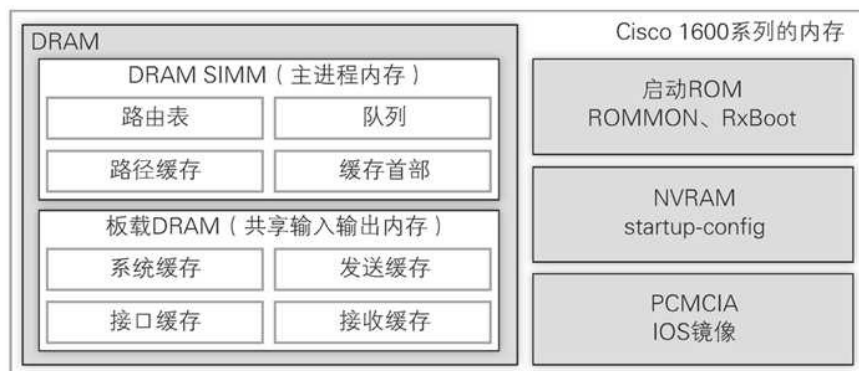 Cisco 1600系列的内存
DRAM
DRAM SIMM（主进程内存）
路由表
队列
路径缓存
缓存首部
板载DRAM（共享输入输出内存）
系统缓存
发送缓存
接口缓存
接收缓存
启动ROM
ROMMON、RxBoot
NVRAM
startup-config
PCMCIA
IOS镜像